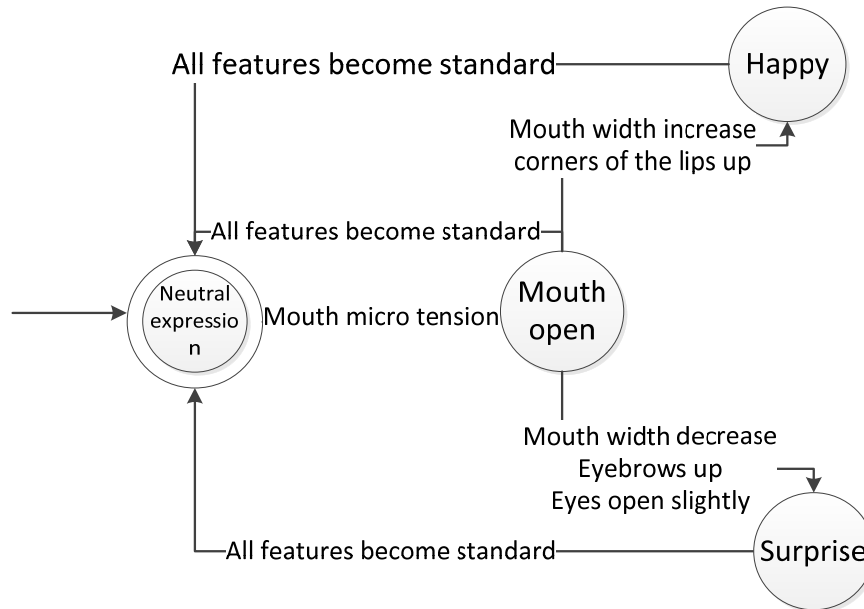 All features become standard
Happy
Mouth width increase
corners of the lips up
All features become standard
Neutral
expressio
n
Mouth micro tension
Mouth
open
Mouth width decrease
Eyebrows up
Eyes open slightly
All features become standard
Surprise